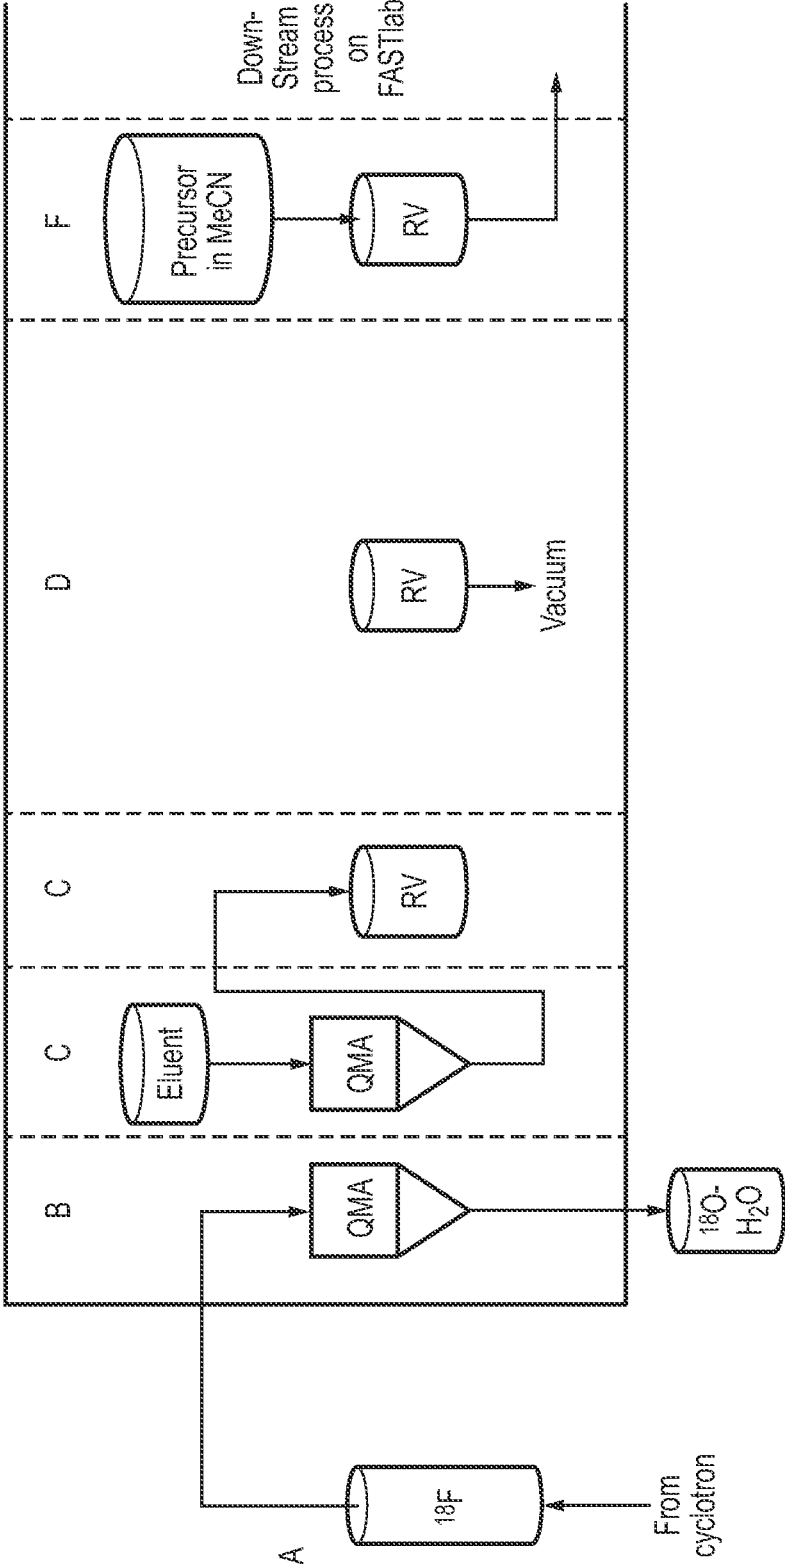 A
18F
From
cyclotron
B
QMA
18O-
H2O
C
Eluent
QMA
C
RV
D
RV
Vacuum
F
Precursor
in MeCN
RV
Down-
Stream
process
on
FASTlab